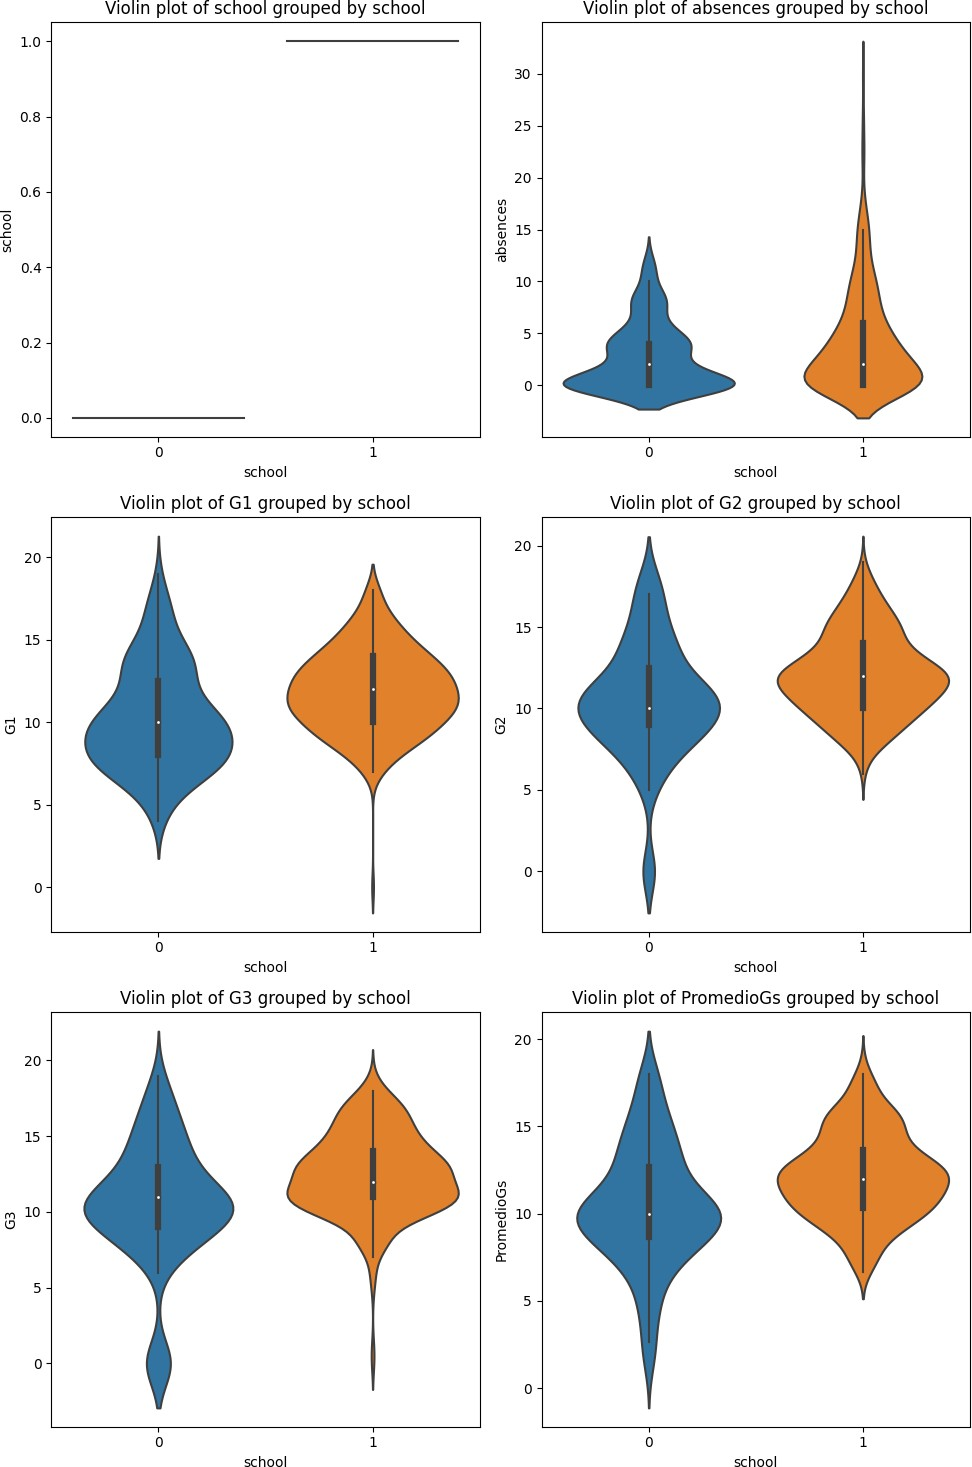 Violin plot of school grouped by school
1.0
0.8
0.6
0.4
0.2
0.0
school
0 1
school
Violin plot of absences grouped by school
30
25
20
15
10
5
0
absences
0 1
school
Violin plot of G1 grouped by school
20
15
10
5
0
G1
0 1
school
Violin plot of G2 grouped by school
20
15
10
5
0
G2
0 1
school
Violin plot of G3 grouped by school
20
15
10
5
0
G3
0 1
school
Violin plot of PromedioGs grouped by school
20
15
10
5
0
PromedioGs
0 1
school